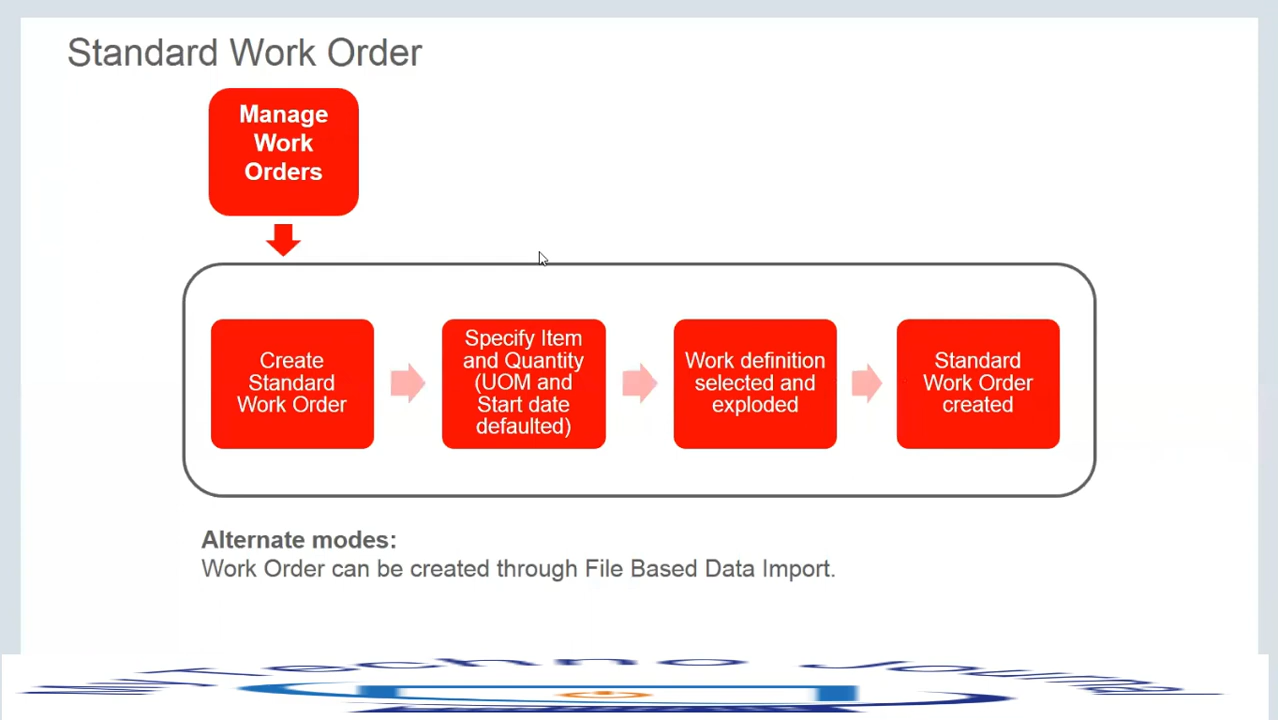 Standard Work Order
Manage
Work
Orders
Create
Standard
Work Order
Specify Item
and Quantity
(UOM and
Start date
defaulted)
Work definition
selected and
exploded
Standard
Work Order
created
Alternate modes:
Work Order can be created through File Based Data Import.